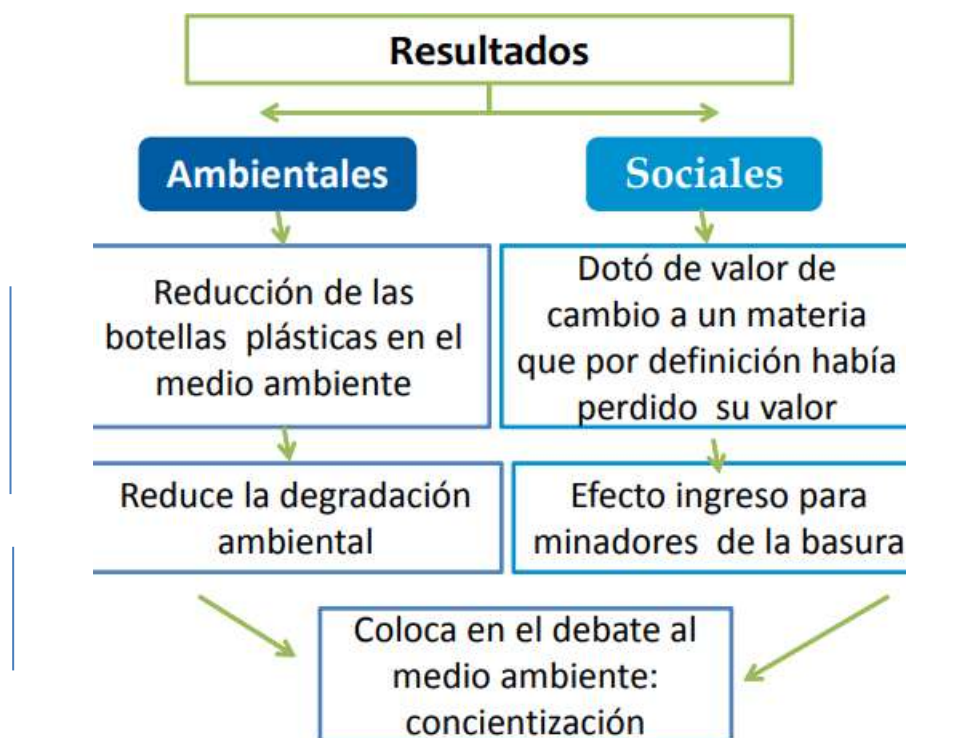 Resultados
Ambientales
Sociales
Reducción de las
botellas plásticas en el
medio ambiente
Dotó de valor de
cambio a un materia
que por definición había
perdido su valor
Reduce la degradación
ambiental
Efecto ingreso para
minadores de la basura
Coloca en el debate al
medio ambiente:
concientización